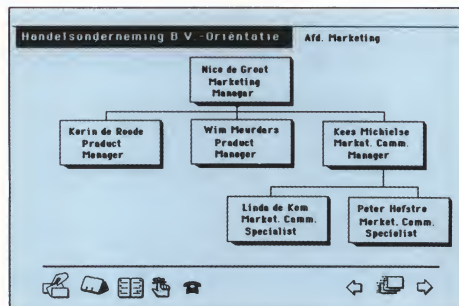 Handelsonderneming B.V.-Oriëntatie
Afd. Marketing
Nico de Groot
Marketing
Manager
Karin de Roode
Product
Manager
Wim Meurders
Product
Manager
Kees Michielse
Market. Comm.
Manager
Linda de Kom
Market. Comm.
Specialist
Peter Hofstra
Market. Comm.
Specialist